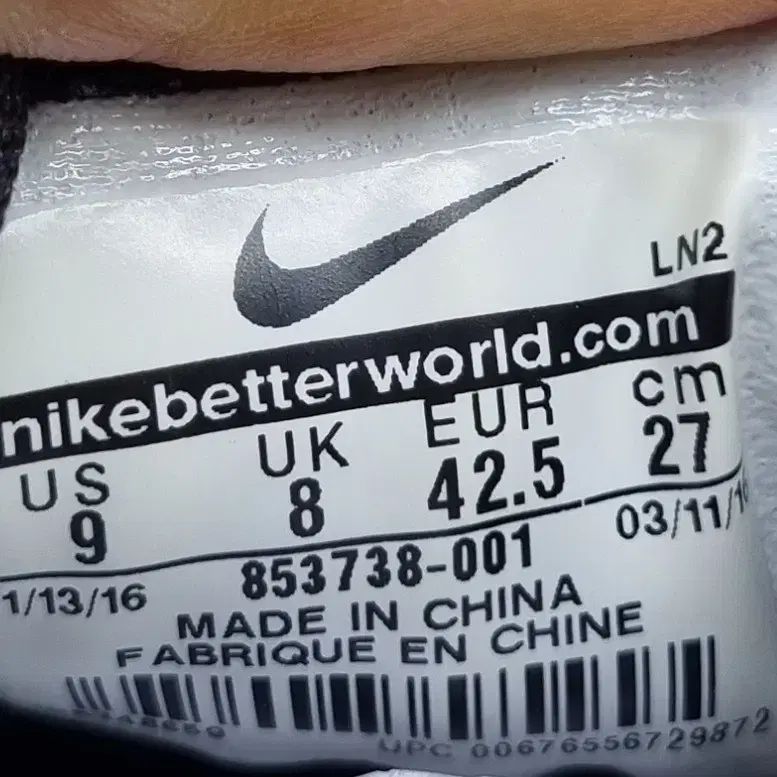 LN2
nikebetterworld.com
US UK EUR cm
9 8 42.5 27
1/13/16 853738-001 03/11/16
MADE IN CHINA
FABRIQUE EN CHINE
UPC 00676556729872